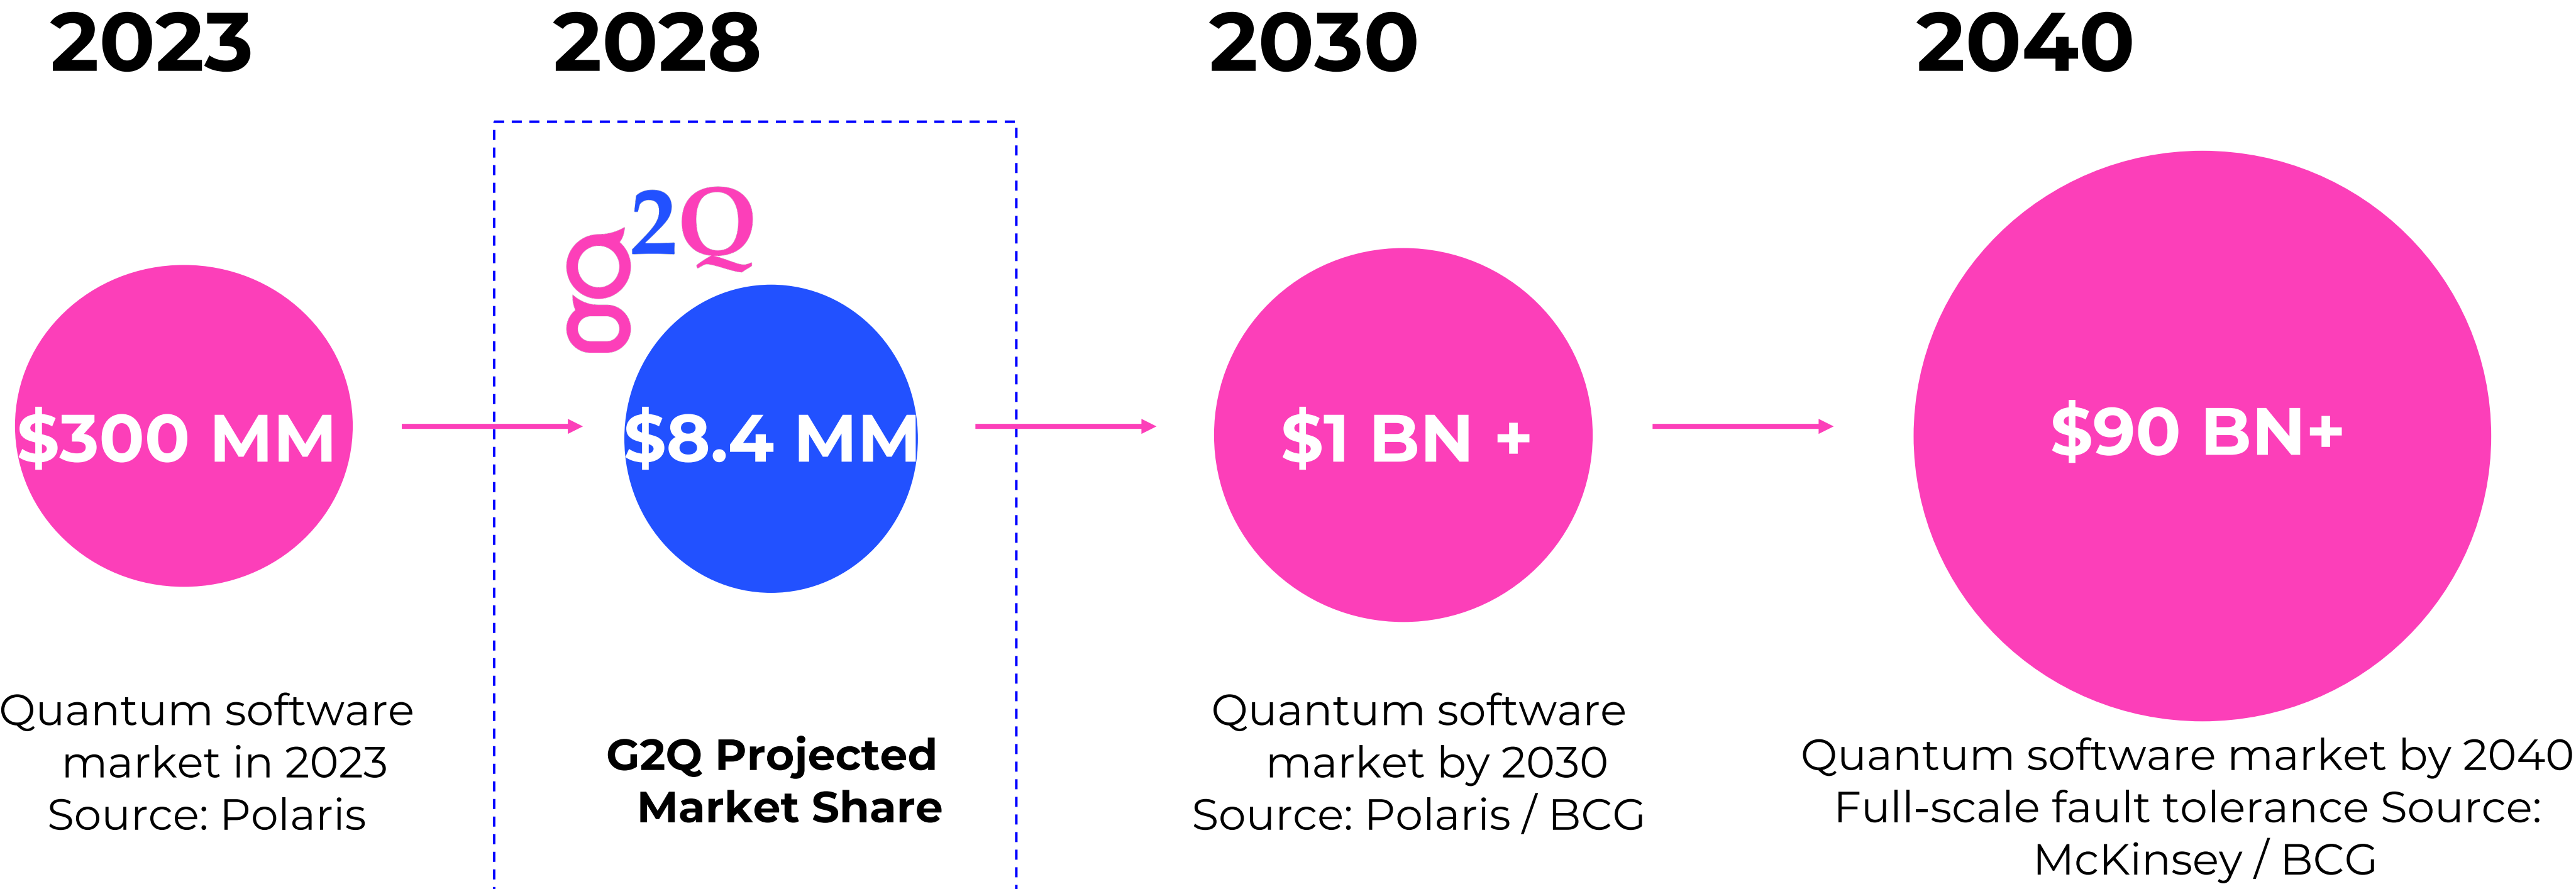 2023
2028
2030
2040
g2Q
$300 MM
$8.4 MM
$1 BN +
$90 BN+
Quantum software
market in 2023
Source: Polaris
G2Q Projected
Market Share
Quantum software
market by 2030
Source: Polaris / BCG
Quantum software market by 2040
Full-scale fault tolerance Source:
McKinsey / BCG